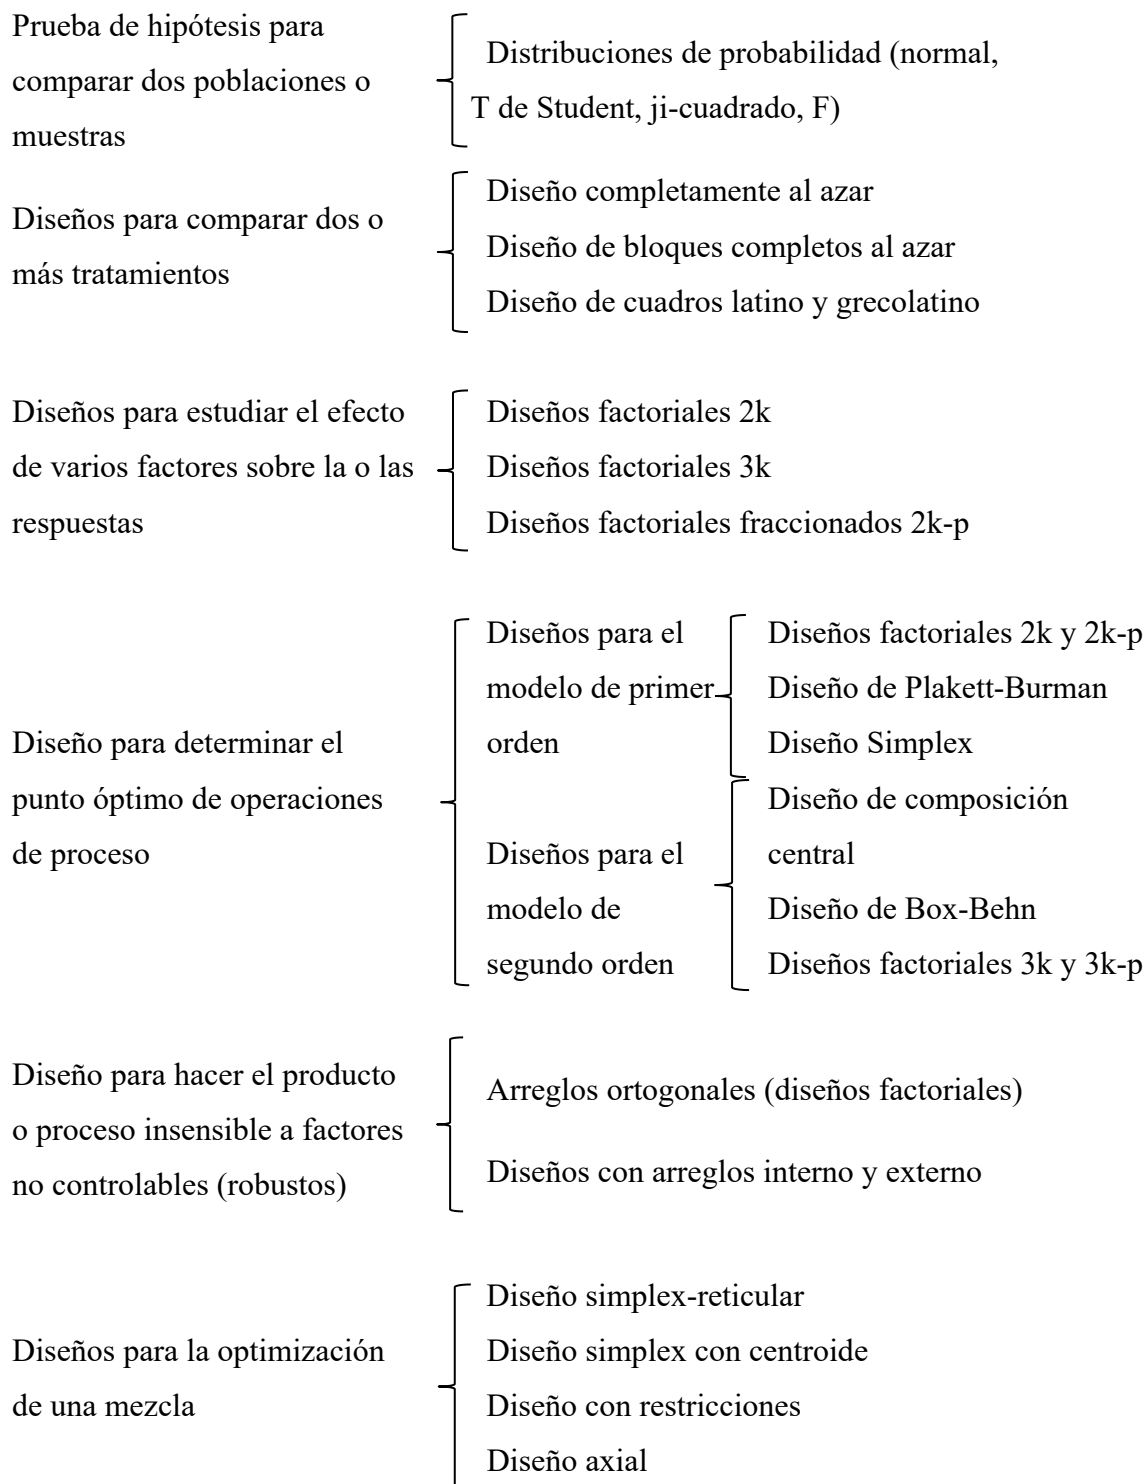 Prueba de hipótesis para
comparar dos poblaciones o
muestras
Distribuciones de probabilidad (normal,
T de Student, ji-cuadrado, F)
Diseños para comparar dos o
más tratamientos
Diseño completamente al azar
Diseño de bloques completos al azar
Diseño de cuadros latino y grecolatino
Diseños para estudiar el efecto
de varios factores sobre la o las
respuestas
Diseños factoriales 2k
Diseños factoriales 3k
Diseños factoriales fraccionados 2k-p
Diseño para determinar el
punto óptimo de operaciones
de proceso
Diseños para el
modelo de primer
orden
Diseños factoriales 2k y 2k-p
Diseño de Plakett-Burman
Diseño Simplex
Diseños para el
modelo de
segundo orden
Diseño de composición
central
Diseño de Box-Behn
Diseños factoriales 3k y 3k-p
Diseño para hacer el producto
o proceso insensible a factores
no controlables (robustos)
Arreglos ortogonales (diseños factoriales)
Diseños con arreglos interno y externo
Diseños para la optimización
de una mezcla
Diseño simplex-reticular
Diseño simplex con centroide
Diseño con restricciones
Diseño axial